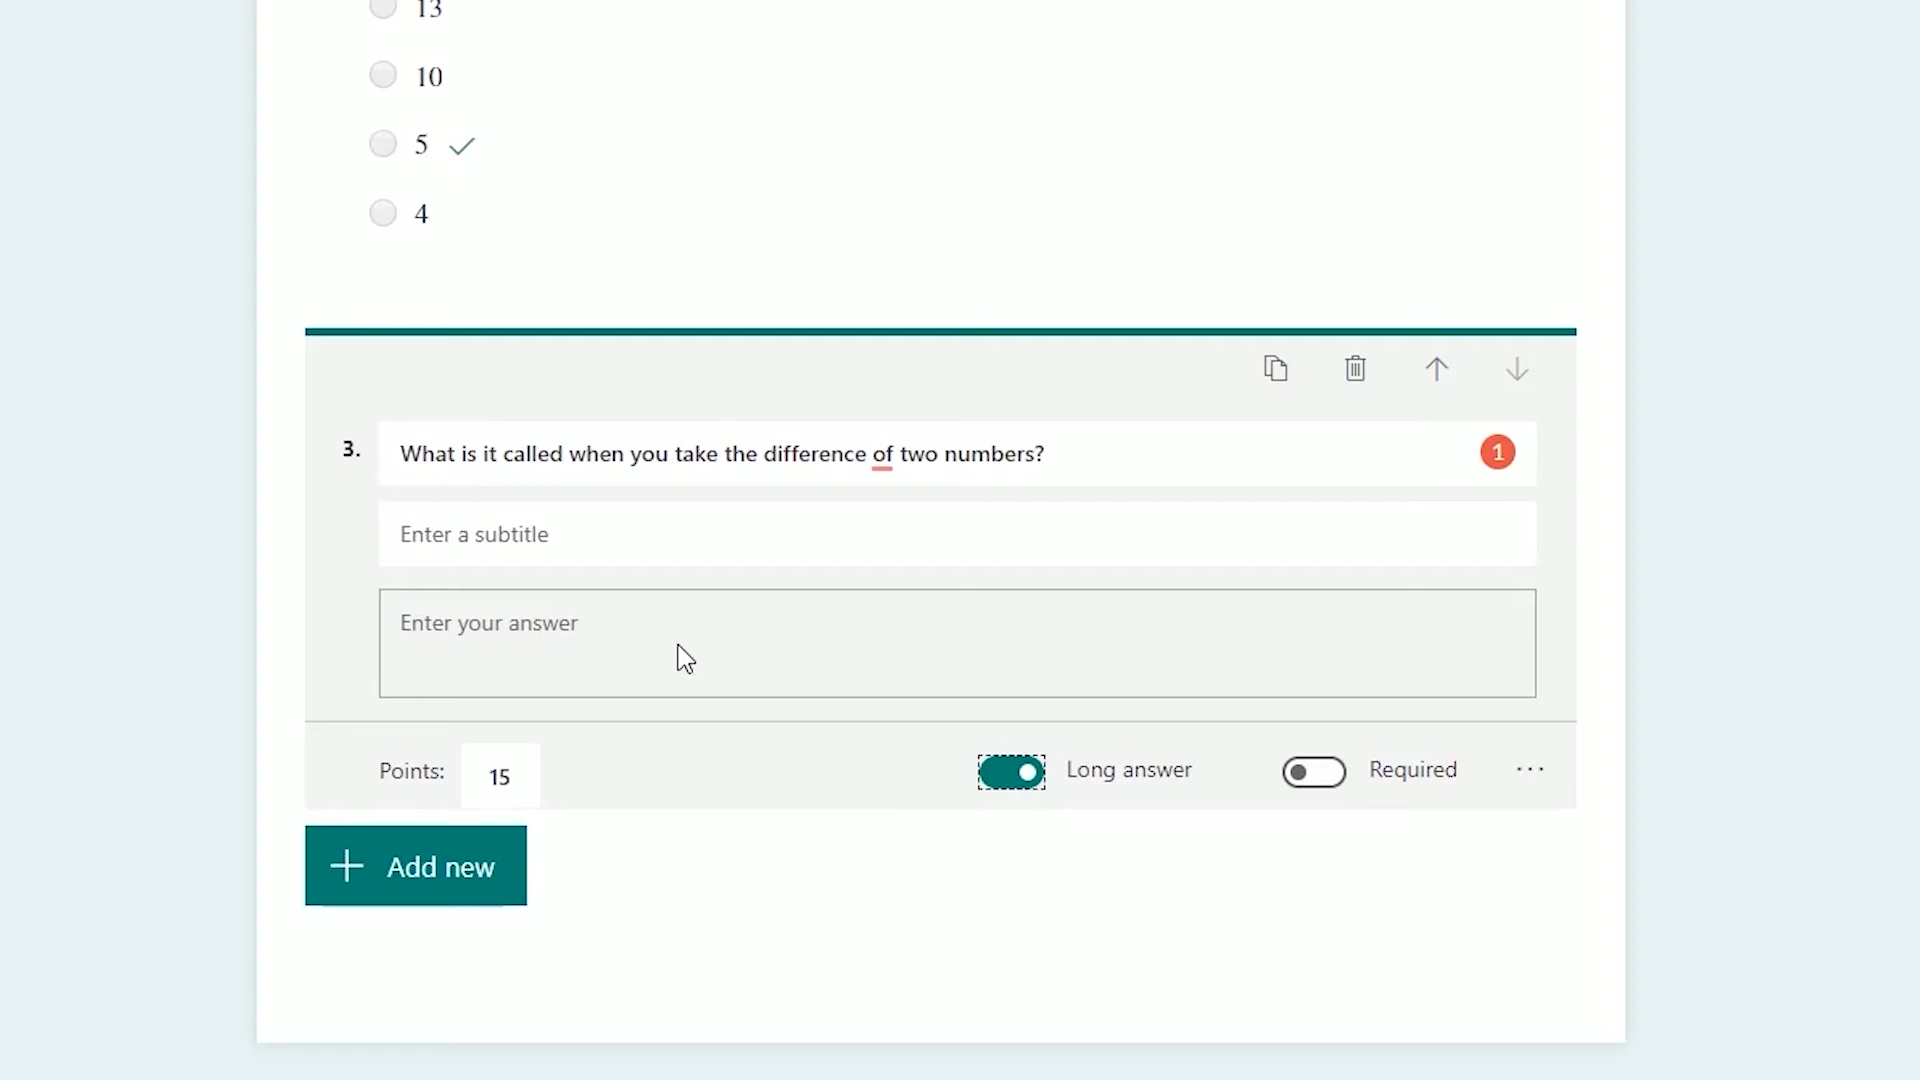 13
10
5
4
3. What is it called when you take the difference of two numbers? 1
Enter a subtitle
Enter your answer
Points: 15 Long answer Required
Add new